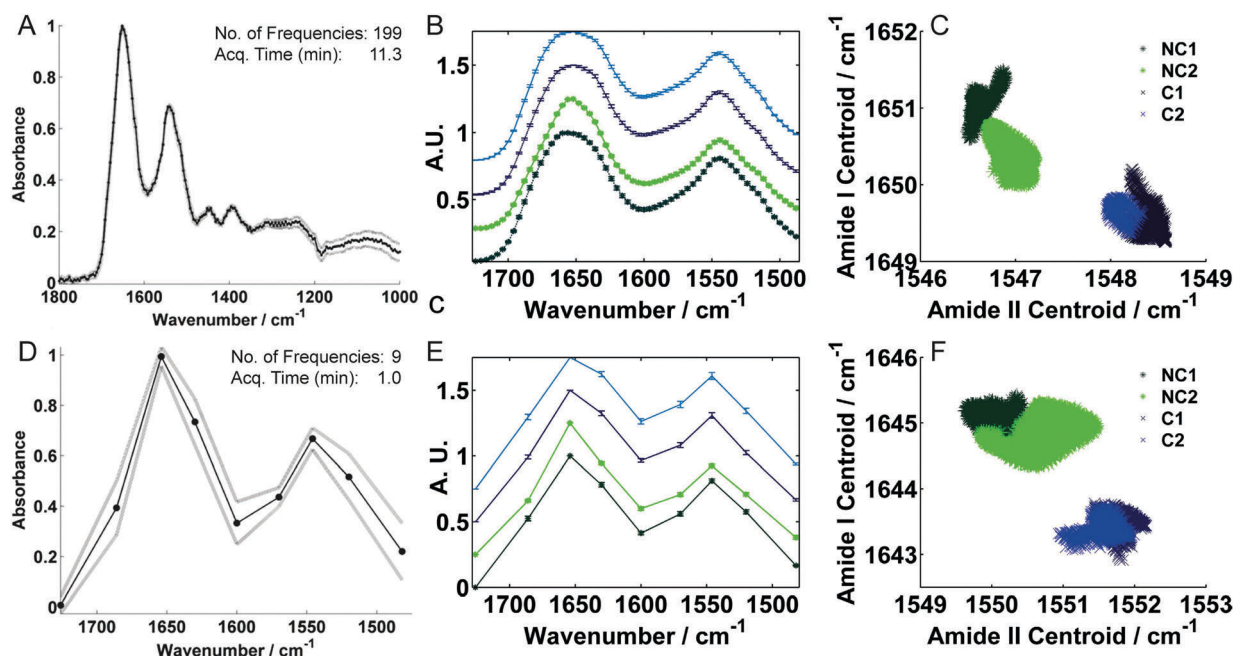 A
No. of Frequencies: 199
Acq. Time (min): 11.3
Absorbance
1
0.8
0.6
0.4
0.2
0
1800 1600 1400 1200 1000
Wavenumber / cm-1
B
A.U.
1.5
1
0.5
1700 1650 1600 1550 1500
Wavenumber / cm-1
C
Amide I Centroid / cm-1
1652
1651
1650
1649
NC1
NC2
C1
C2
1546 1547 1548 1549
Amide II Centroid / cm-1
c
D
No. of Frequencies: 9
Acq. Time (min): 1.0
Absorbance
1
0.8
0.6
0.4
0.2
0
1700 1650 1600 1550 1500
Wavenumber / cm-1
E
A. U.
1.5
1
0.5
0
1700 1650 1600 1550 1500
Wavenumber / cm-1
F
Amide I Centroid / cm-1
1646
1645
1644
1643
NC1
NC2
C1
C2
1549 1550 1551 1552 1553
Amide II Centroid / cm-1